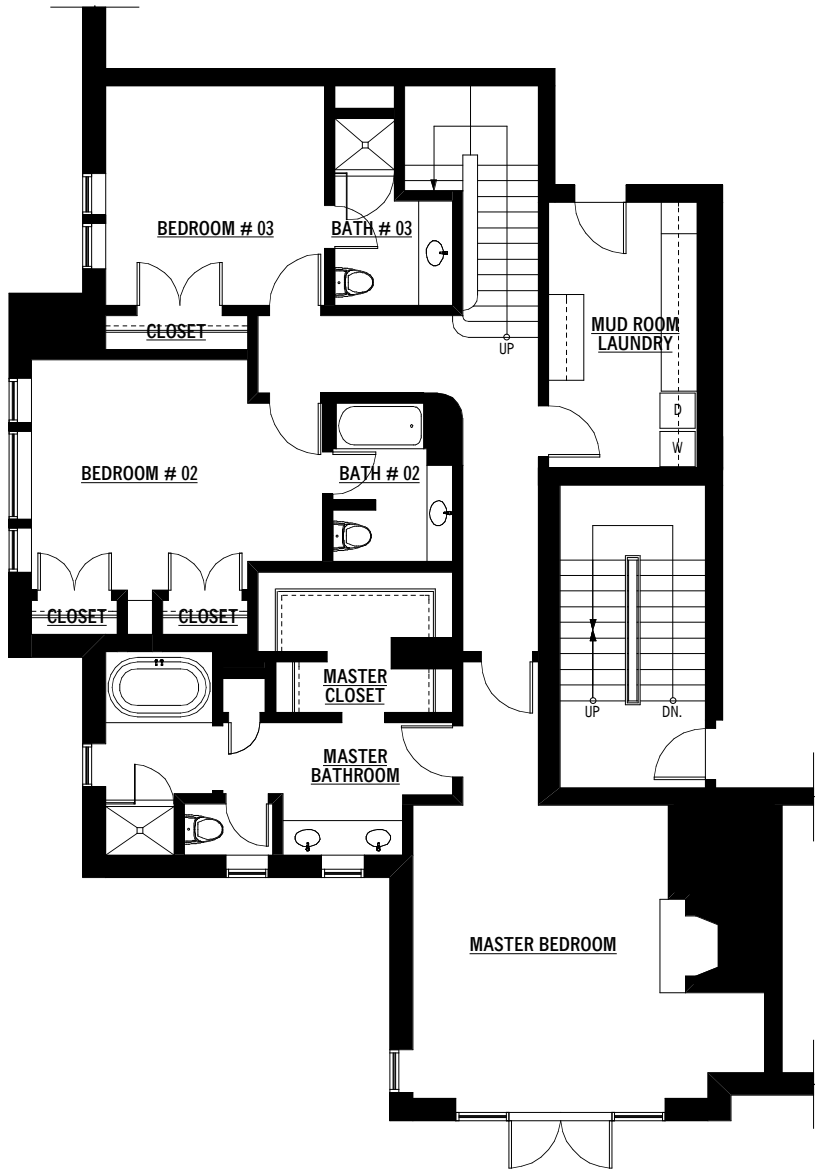 BEDROOM # 03
BATH # 03
CLOSET
UP
MUD ROOM
LAUNDRY
D
W
BEDROOM # 02
BATH # 02
CLOSET
CLOSET
MASTER
CLOSET
UP
DN.
MASTER
BATHROOM
MASTER BEDROOM